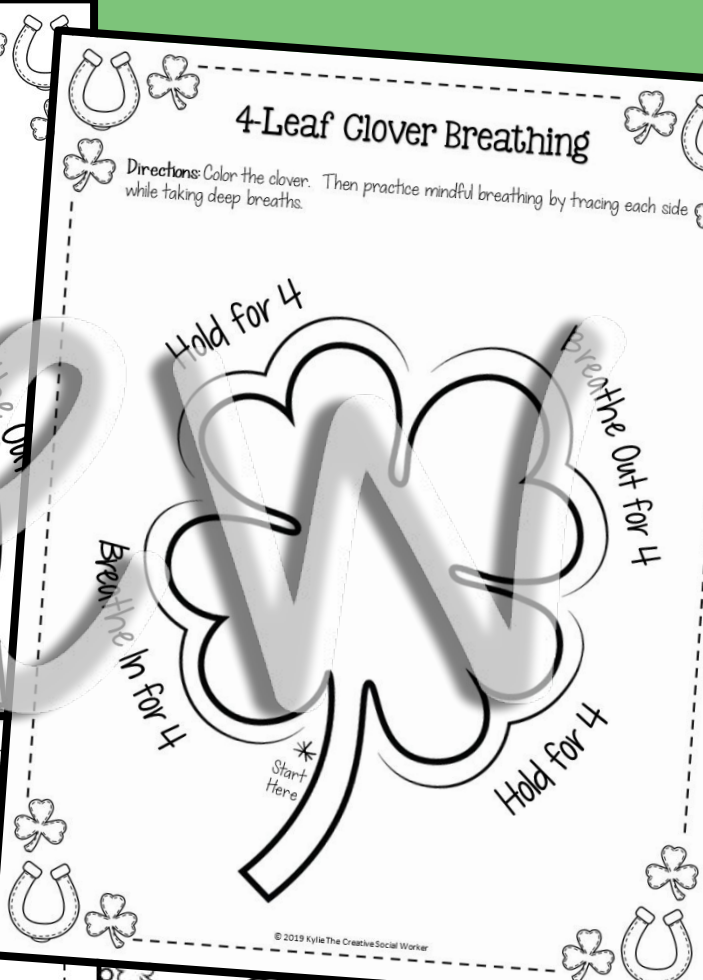 4-Leaf Clover Breathing
Directions: Color the clover. Then practice mindful breathing by tracing each side
while taking deep breaths.
Hold for 4
Breathe Out for 4
Breathe In for 4
Hold for 4
Start
Here
© 2019 Kylie The Creative Social Worker